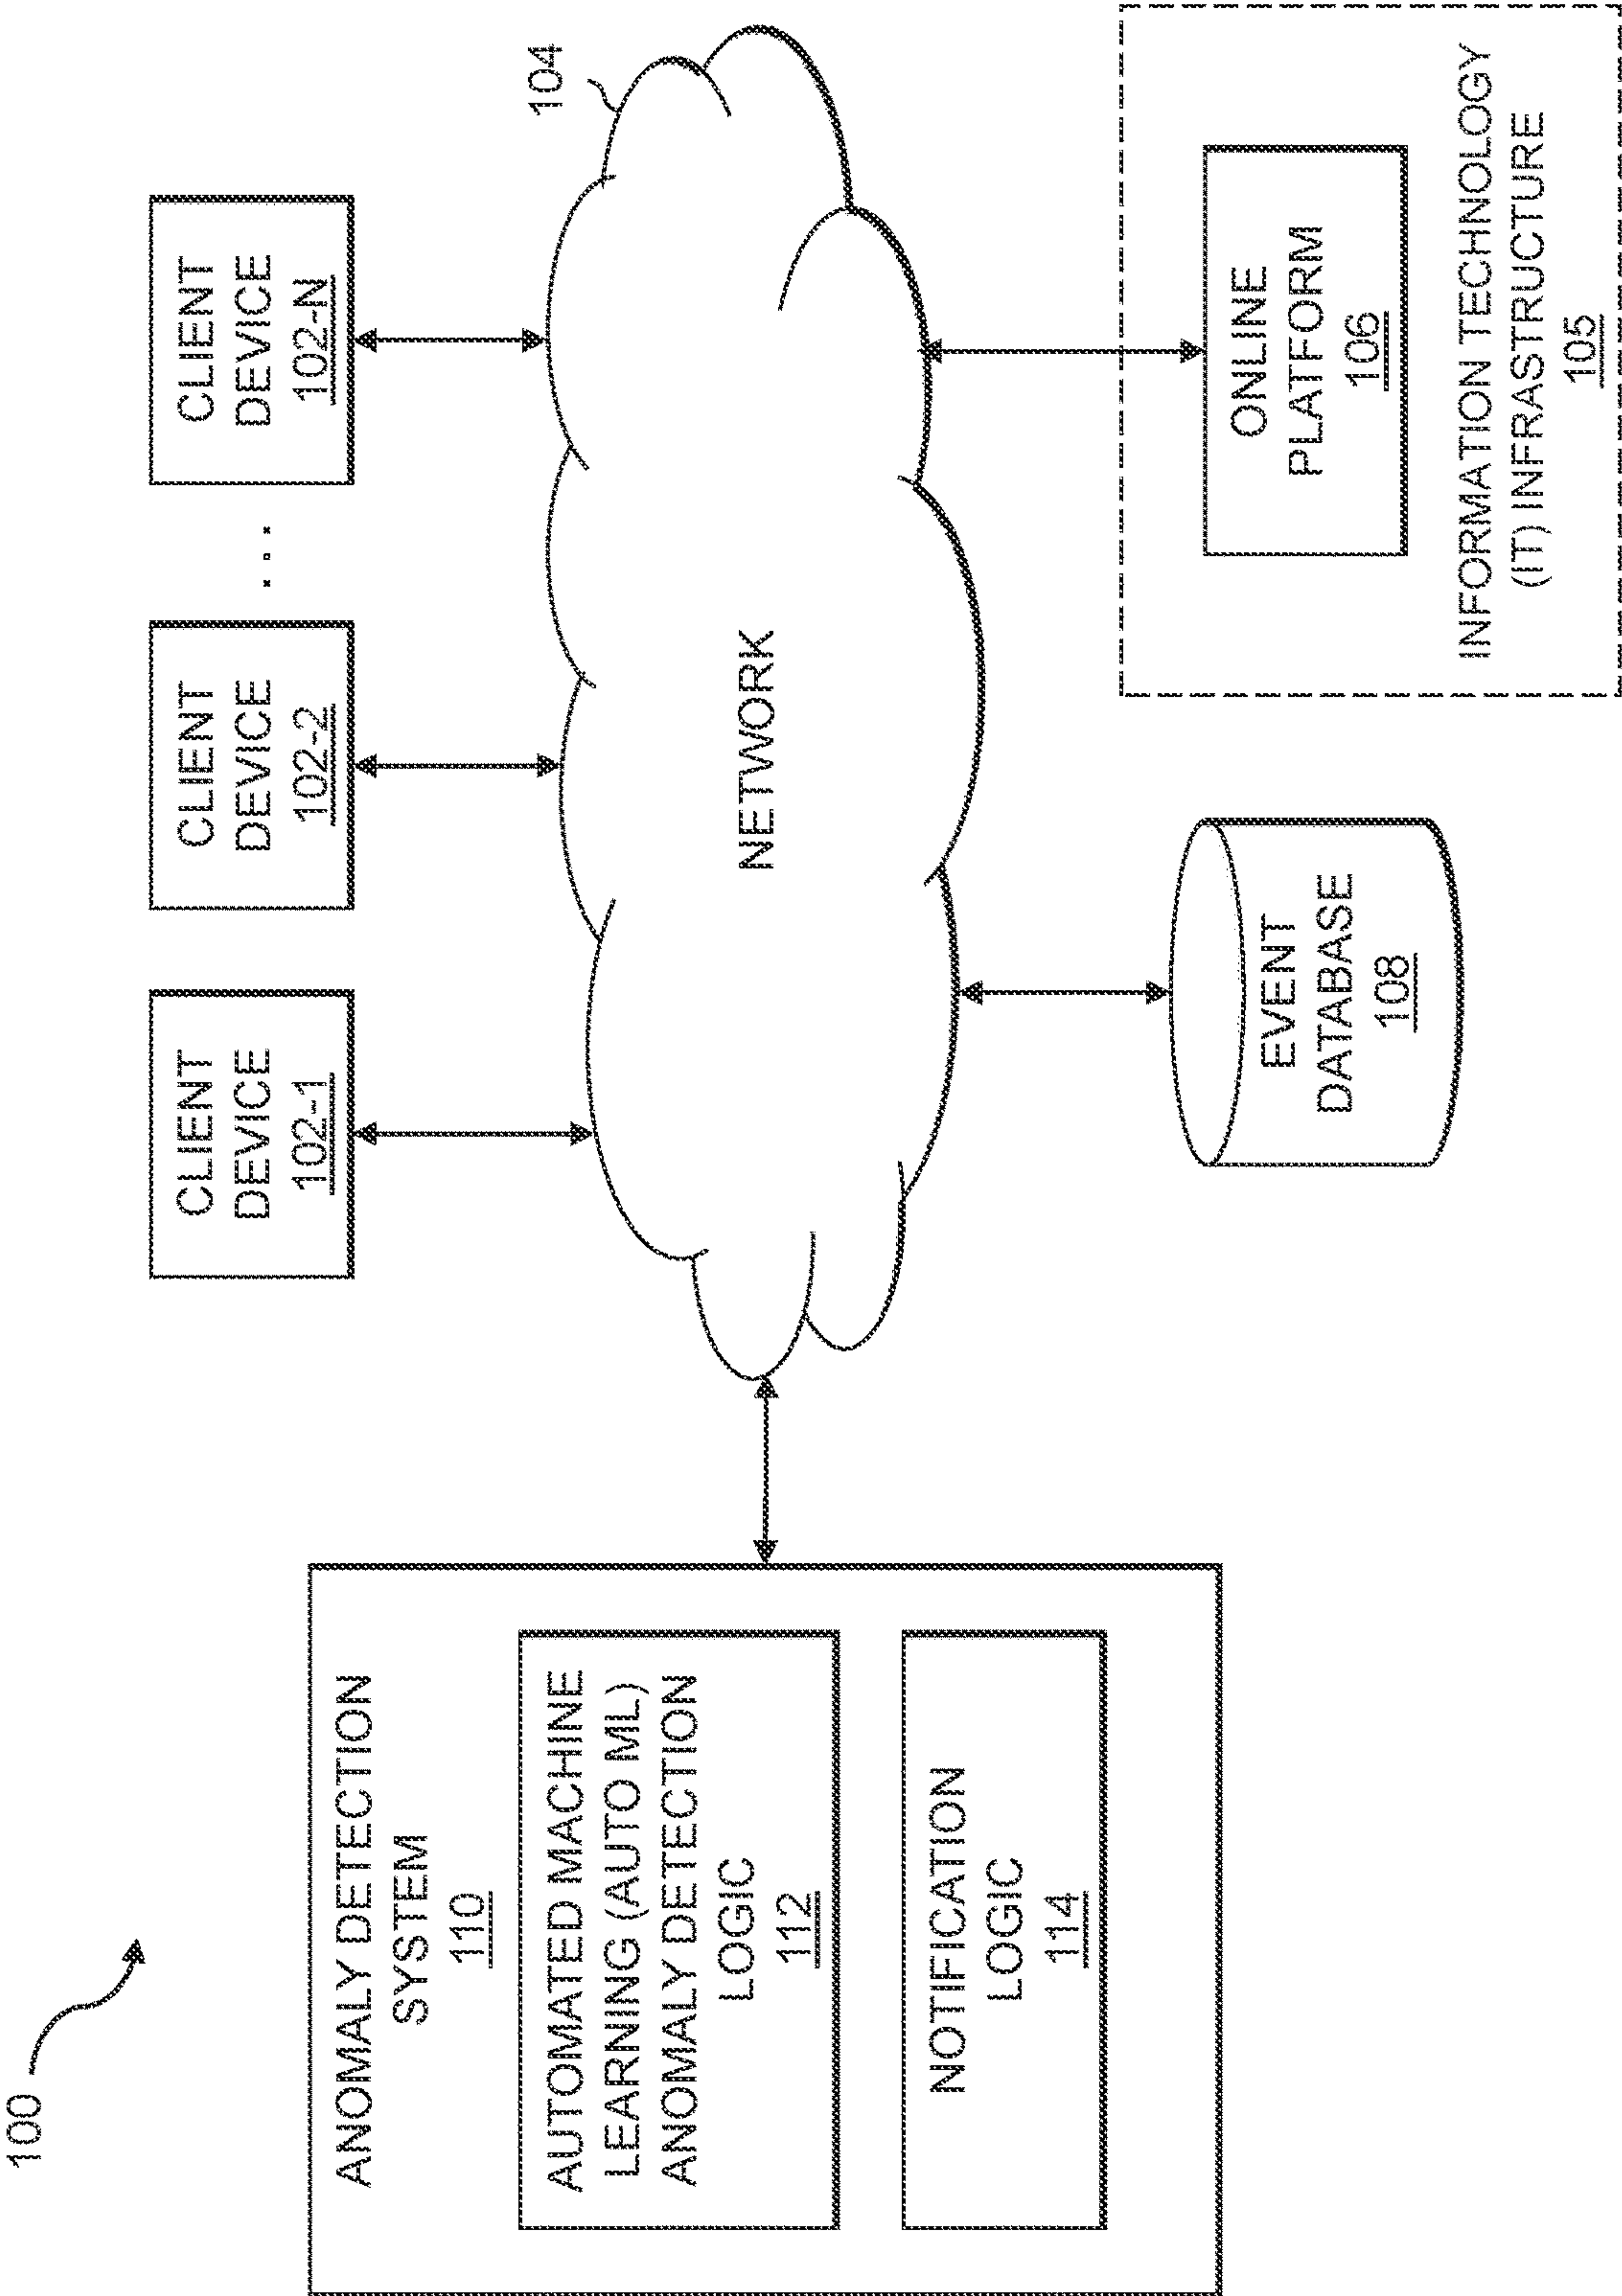 100
CLIENT
DEVICE
102-1
CLIENT
DEVICE
102-2
. . .
CLIENT
DEVICE
102-N
104
ANOMALY DETECTION
SYSTEM
110
AUTOMATED MACHINE
LEARNING (AUTO ML)
ANOMALY DETECTION
LOGIC
112
NOTIFICATION
LOGIC
114
NETWORK
EVENT
DATABASE
108
ONLINE
PLATFORM
106
INFORMATION TECHNOLOGY
(IT) INFRASTRUCTURE
105